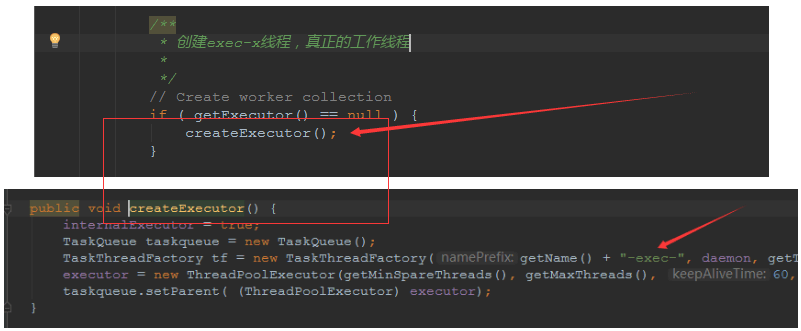 /**
* 创建exec-x线程，真正的工作线程
*
*/
// Create worker collection
if ( getExecutor() == null ) {
createExecutor();
}
public void createExecutor() {
internalExecutor = true;
TaskQueue taskqueue = new TaskQueue();
TaskThreadFactory tf = new TaskThreadFactory( namePrefix: getName() + "-exec-", daemon, getT
executor = new ThreadPoolExecutor(getMinSpareThreads(), getMaxThreads(), keepAliveTime: 60,
taskqueue.setParent( (ThreadPoolExecutor) executor);
}